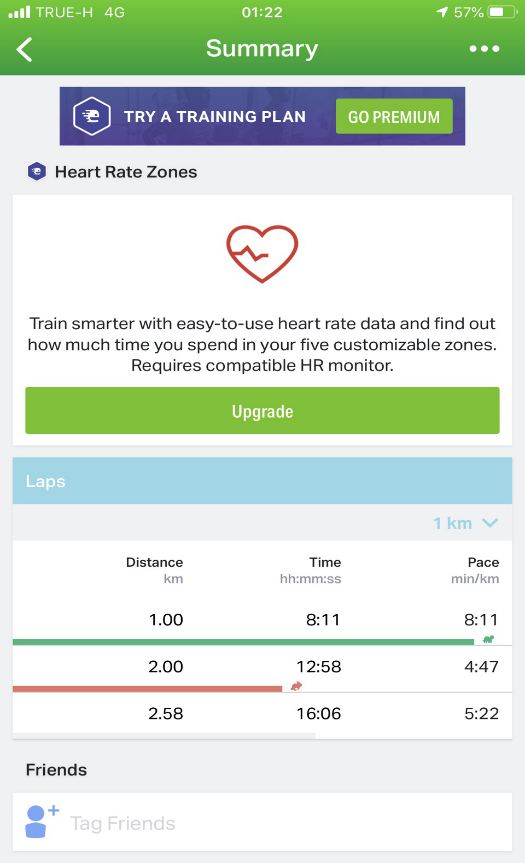 TRUE-H 4G 01:22 57%
Summary
TRY A TRAINING PLAN GO PREMIUM
Heart Rate Zones
Train smarter with easy-to-use heart rate data and find out
how much time you spend in your five customizable zones.
Requires compatible HR monitor.
Upgrade
Laps
1 km
Distance Time Pace
km hh:mm:ss min/km
1.00 8:11 8:11
2.00 12:58 4:47
2.58 16:06 5:22
Friends
Tag Friends